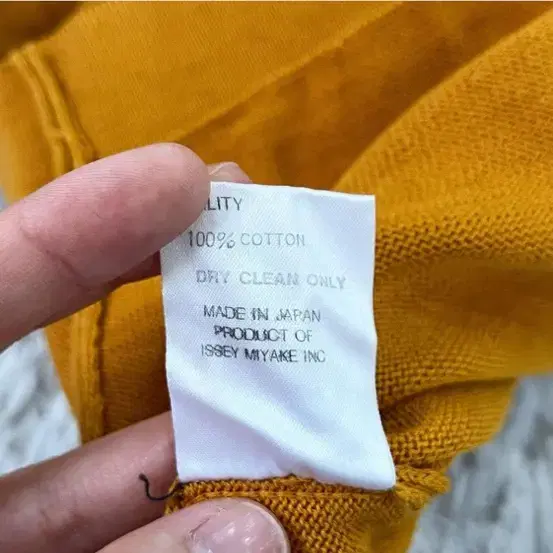 LITY
100% COTTON
DRY CLEAN ONLY
MADE IN JAPAN
PRODUCT OF
ISSEY MIYAKE INC